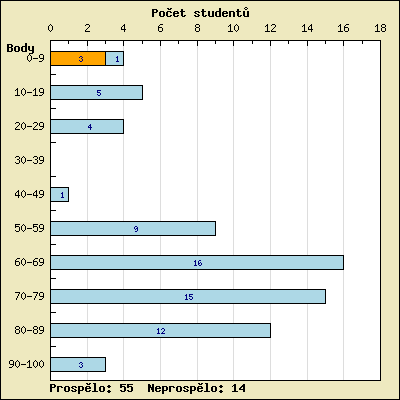 Počet studentů
0 2 4 6 8 10 12 14 16 18
Body
0-9 3 1
10-19 5
20-29 4
30-39
40-49 1
50-59 9
60-69 16
70-79 15
80-89 12
90-100 3
Prospělo: 55 Neprospělo: 14